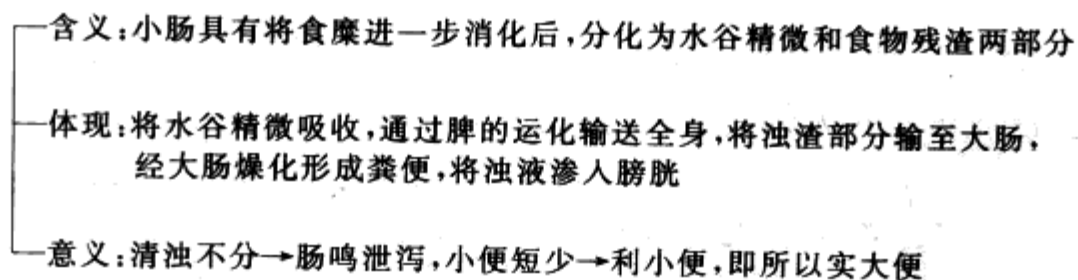 含义:小肠具有将食糜进一步消化后,分化为水谷精微和食物残渣两部分
体现:将水谷精微吸收,通过脾的运化输送全身,将浊渣部分输至大肠,
经大肠燥化形成粪便,将浊液渗人膀胱
意义:清浊不分→肠鸣泄泻,小便短少→利小便,即所以实大便